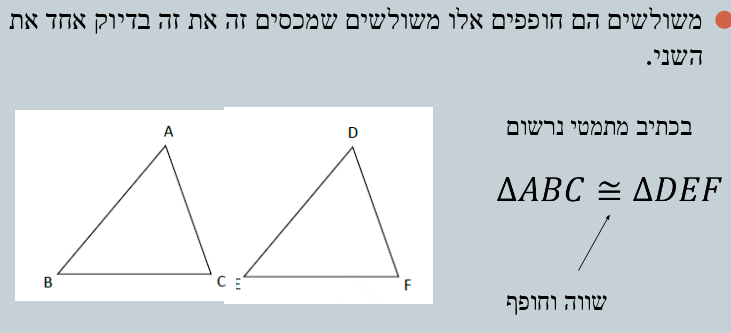 משולשים הם חופפים אלו משולשים שמכסים זה את זה בדיוק אחד את
השני.
בכתיב מתמטי נרשום
ΔABC ≅ ΔDEF
שווה וחופף
A
D
B
C
E
F